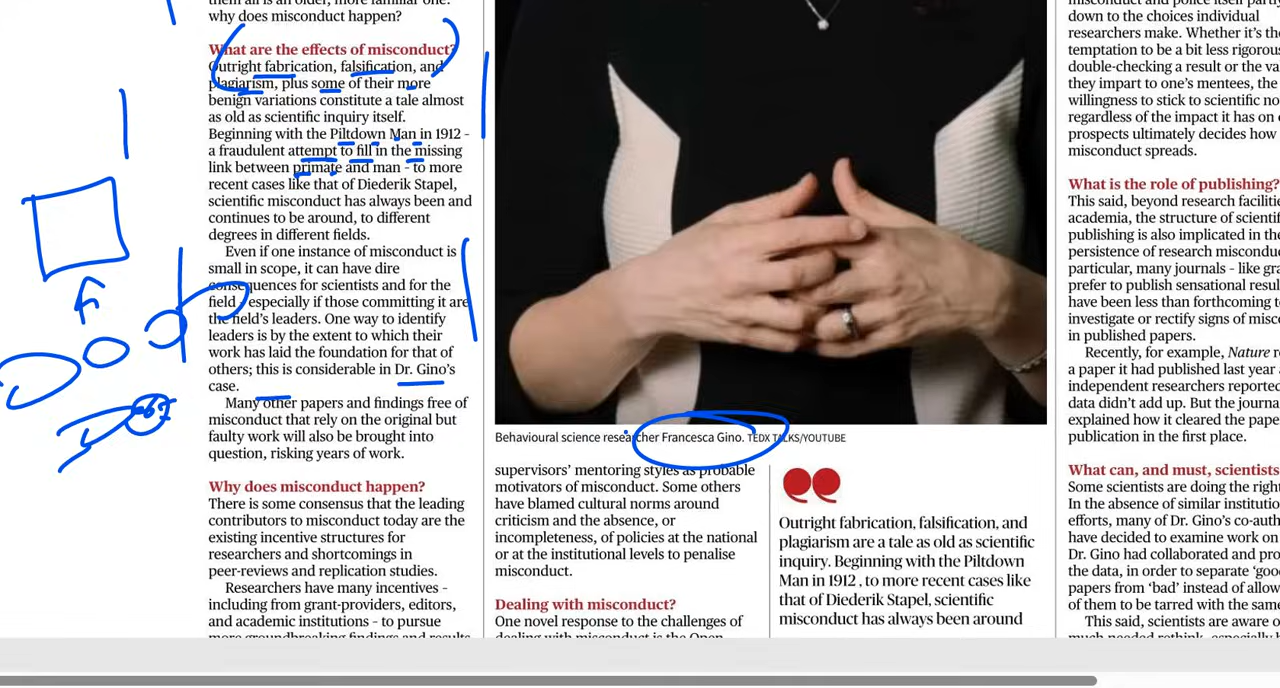 them all is an older, more familiar one:
why does misconduct happen?
What are the effects of misconduct?
Outright fabrication, falsification, and
plagiarism, plus some of their more
benign variations constitute a tale almost
as old as scientific inquiry itself.
Beginning with the Piltdown Man in 1912 -
a fraudulent attempt to fill in the missing
link between primate and man - to more
recent cases like that of Diederik Stapel,
scientific misconduct has always been and
continues to be around, to different
degrees in different fields.
Even if one instance of misconduct is
small in scope, it can have dire
consequences for scientists and for the
field - especially if those committing it are
the field's leaders. One way to identify
leaders is by the extent to which their
work has laid the foundation for that of
others; this is considerable in Dr. Gino's
case.
Many other papers and findings free of
misconduct that rely on the original but
faulty work will also be brought into
question, risking years of work.
Why does misconduct happen?
There is some consensus that the leading
contributors to misconduct today are the
existing incentive structures for
researchers and shortcomings in
peer-reviews and replication studies.
Researchers have many incentives -
including from grant-providers, editors,
and academic institutions - to pursue
more groundbreaking findings and results
Behavioural science researcher Francesca Gino. TEDX TALKS/YOUTUBE
supervisors' mentoring styles as probable
motivators of misconduct. Some others
have blamed cultural norms around
criticism and the absence, or
incompleteness, of policies at the national
or at the institutional levels to penalise
misconduct.
Dealing with misconduct?
One novel response to the challenges of
dealing with misconduct is the Open
Outright fabrication, falsification, and
plagiarism are a tale as old as scientific
inquiry. Beginning with the Piltdown
Man in 1912 , to more recent cases like
that of Diederik Stapel, scientific
misconduct has always been around
misconduct and police itself
down to the choices individual
researchers make. Whether it's the
temptation to be a bit less rigorous
double-checking a result or the
they impart to one's mentees, the
willingness to stick to scientific
regardless of the impact it has on
prospects ultimately decides how
misconduct spreads.
What is the role of publishing?
This said, beyond research
academia, the structure of
publishing is also implicated in the
persistence of research
particular, many journals - like
prefer to publish sensational
have been less than forthcoming
investigate or rectify signs of
in published papers.
Recently, for example, Nature
a paper it had published last year
independent researchers reported
data didn't add up. But the
explained how it cleared the
publication in the first place.
What can, and must, scientists
Some scientists are doing the right
In the absence of similar
efforts, many of Dr. Gino's
have decided to examine work on
Dr. Gino had collaborated and
the data, in order to separate
papers from 'bad' instead of
of them to be tarred with the same
This said, scientists are aware
much-needed rethink, especially